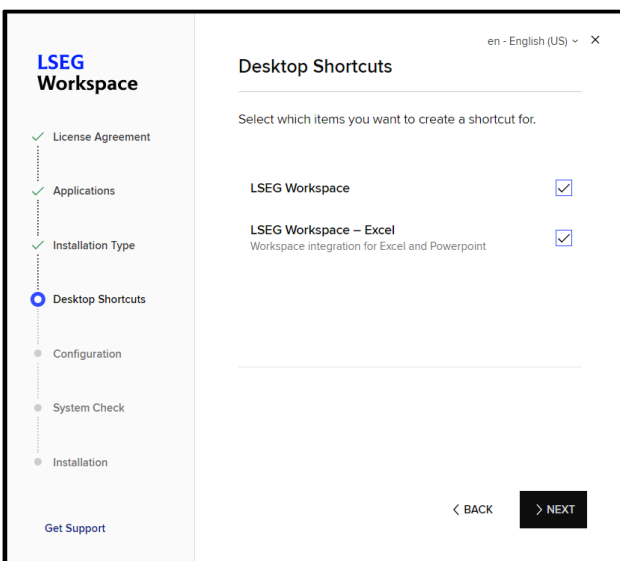 en - English (US)
LSEG
Workspace
License Agreement
Applications
Installation Type
Desktop Shortcuts
Configuration
System Check
Installation
Get Support
Desktop Shortcuts
Select which items you want to create a shortcut for.
LSEG Workspace
LSEG Workspace – Excel
Workspace integration for Excel and Powerpoint
BACK
NEXT